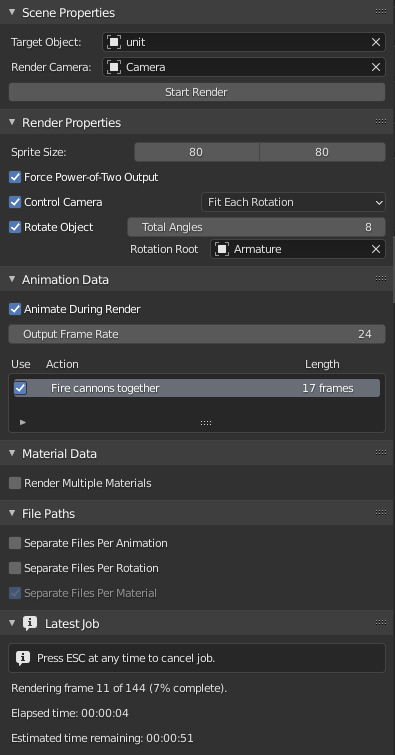 Scene Properties
Target Object: unit
Render Camera: Camera
Start Render
Render Properties
Sprite Size: 80 80
Force Power-of-Two Output
Control Camera Fit Each Rotation
Rotate Object Total Angles 8
Rotation Root Armature
Animation Data
Animate During Render
Output Frame Rate 24
Use Action Length
Fire cannons together 17 frames
Material Data
Render Multiple Materials
File Paths
Separate Files Per Animation
Separate Files Per Rotation
Separate Files Per Material
Latest Job
Press ESC at any time to cancel job.
Rendering frame 11 of 144 (7% complete).
Elapsed time: 00:00:04
Estimated time remaining: 00:00:51